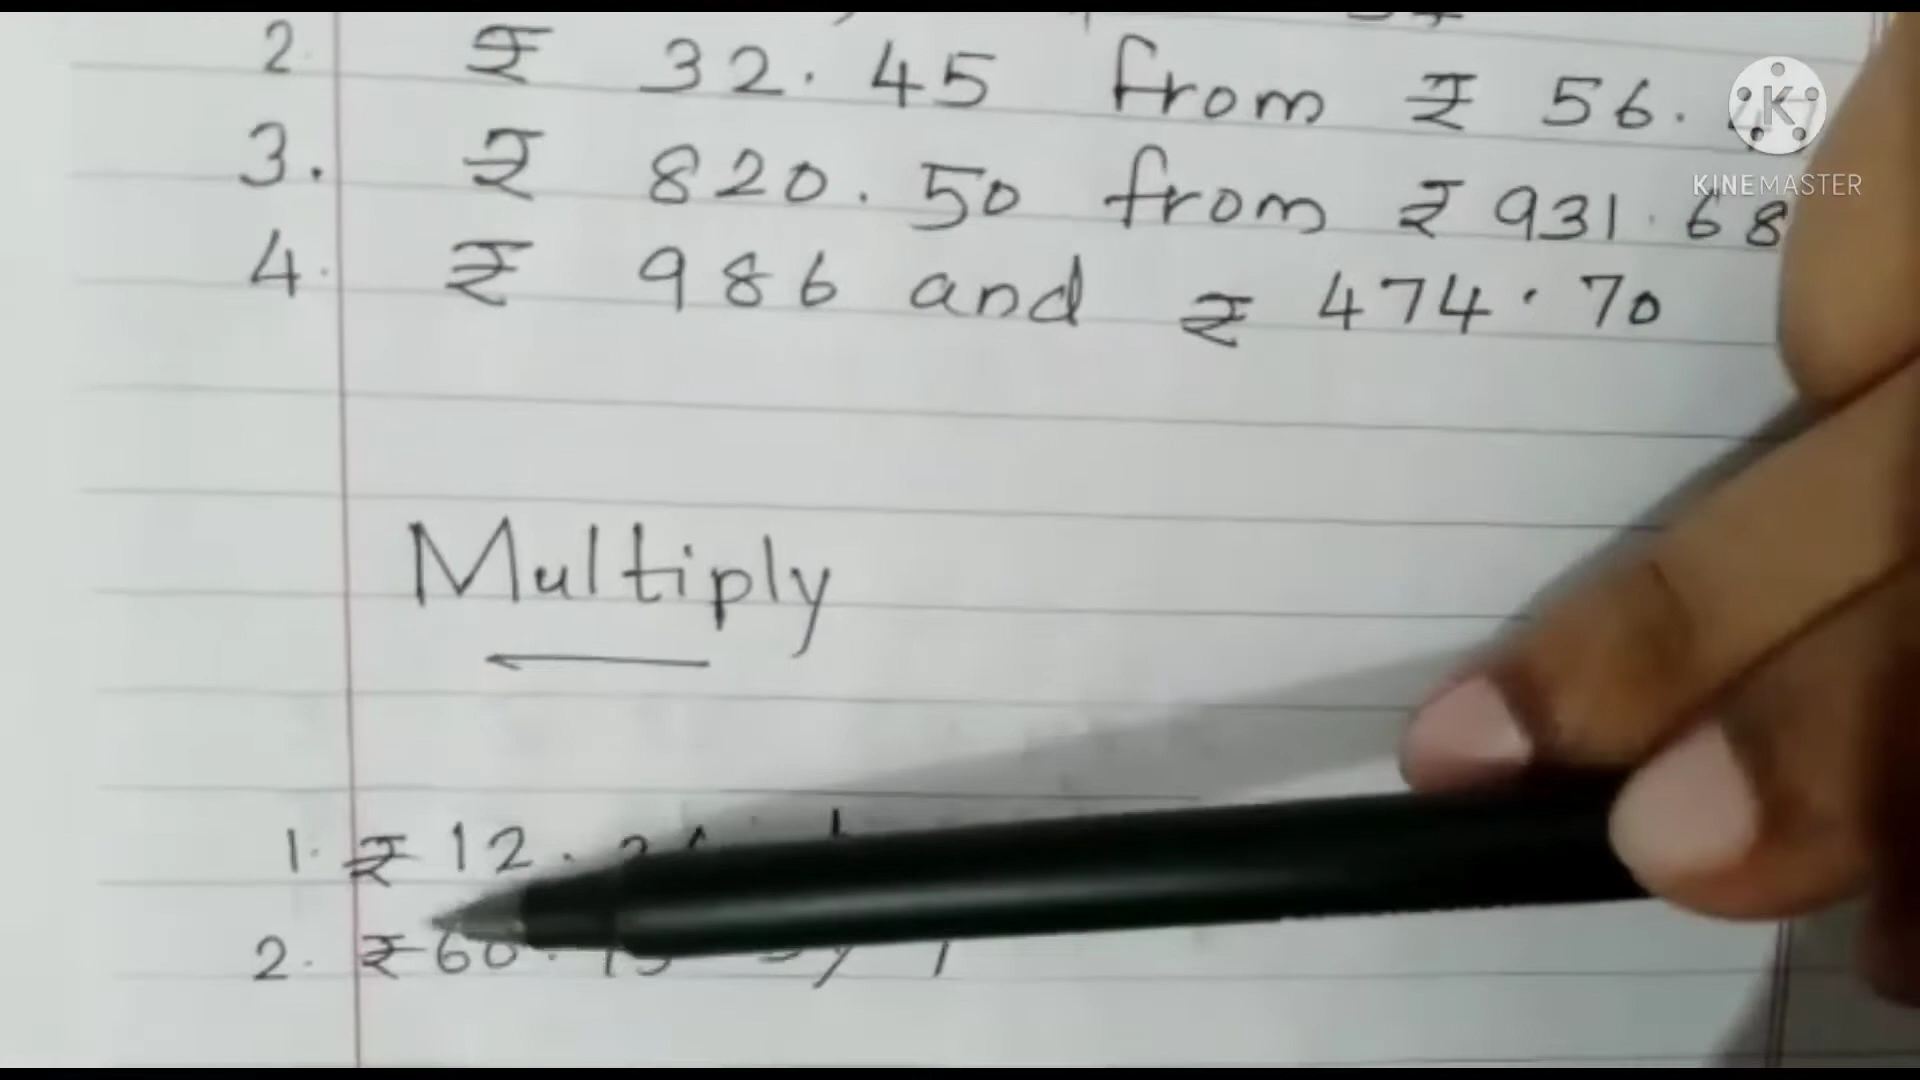 2. ₹ 32.45 from ₹ 56.
3. ₹ 820.50 from ₹ 931.68
4. ₹ 986 and ₹ 474.70
Multiply
1. ₹ 12.
2. ₹ 60.
KINEMASTER